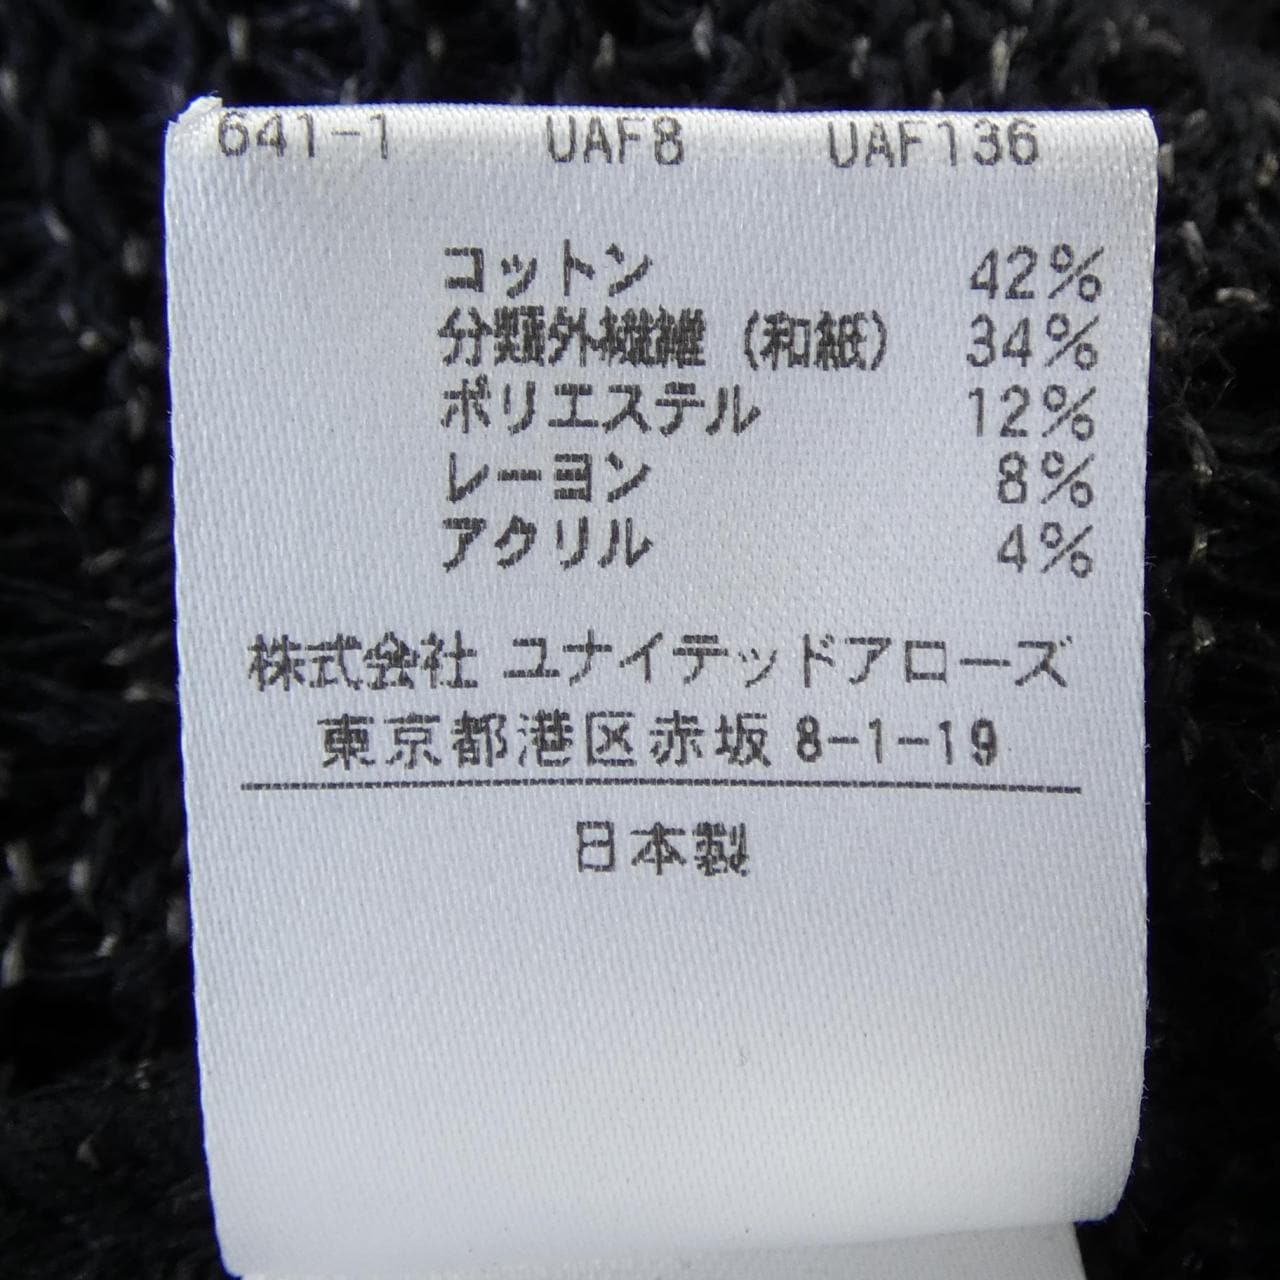 641-1 UAF8 UAF136
コットン 42%
分類外繊維（和紙） 34%
ポリエステル 12%
レーヨン 8%
アクリル 4%
株式会社 ユナイテッドアローズ
東京都港区赤坂 8-1-19
日本製